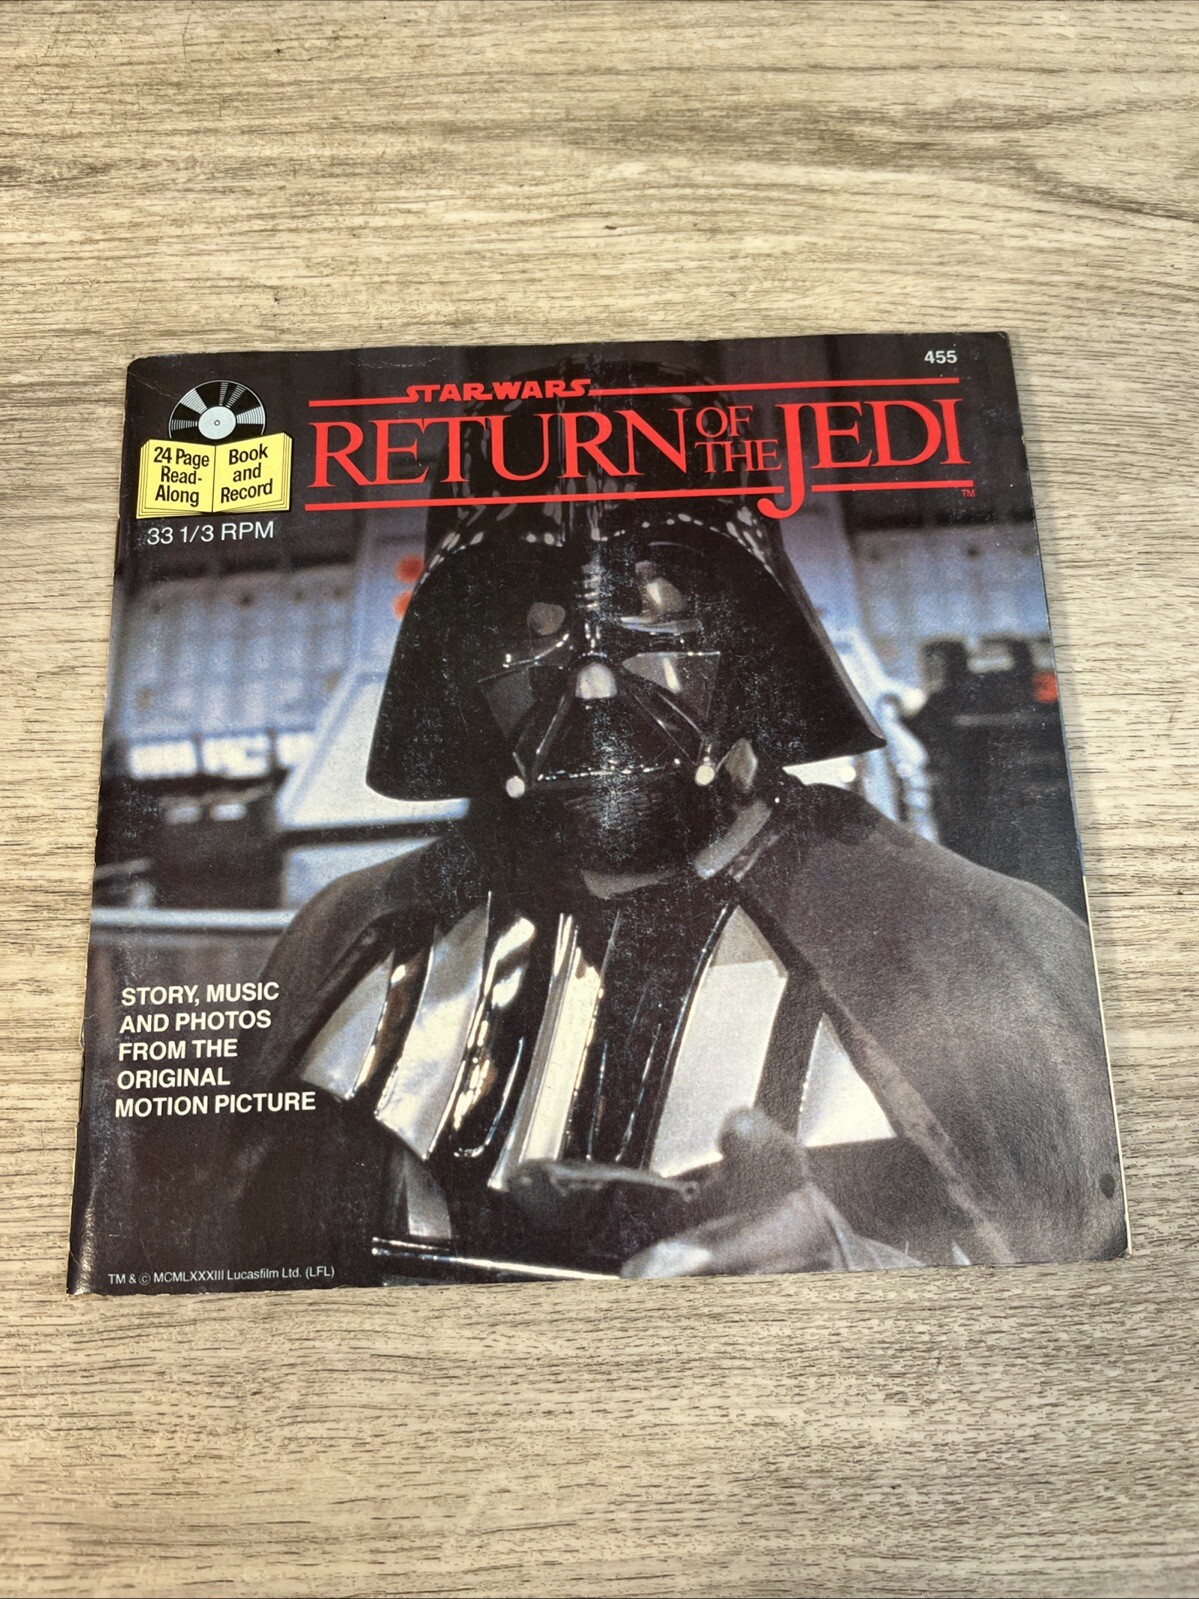 455
STAR WARS
RETURN OF THE JEDI
TM
24 Page
Read-
Along
Book
and
Record
33 1/3 RPM
STORY, MUSIC
AND PHOTOS
FROM THE
ORIGINAL
MOTION PICTURE
TM & © MCMLXXXIII Lucasfilm Ltd. (LFL)